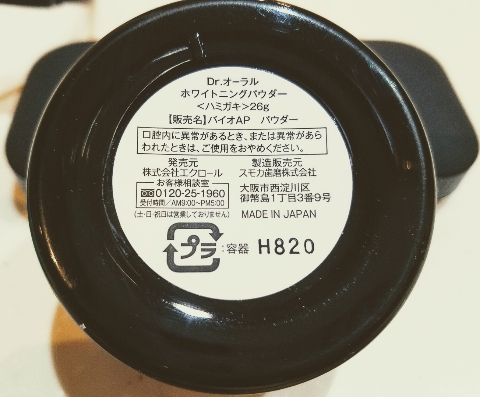 Dr.オーラル
ホワイトニングパウダー
<ハミガキ>26g
【販売名】バイオAP パウダー
口腔内に異常があるとき、または異常があら
われたときは、ご使用をおやめください。
発売元
株式会社エクロール
お客様相談室
0120-25-1960
受付時間/AM9:00~PM5:00
(土・日・祝日は営業しておりません)
製造販売元
スモカ歯磨株式会社
大阪市西淀川区
御幣島1丁目3番9号
MADE IN JAPAN
プラ:容器 H820